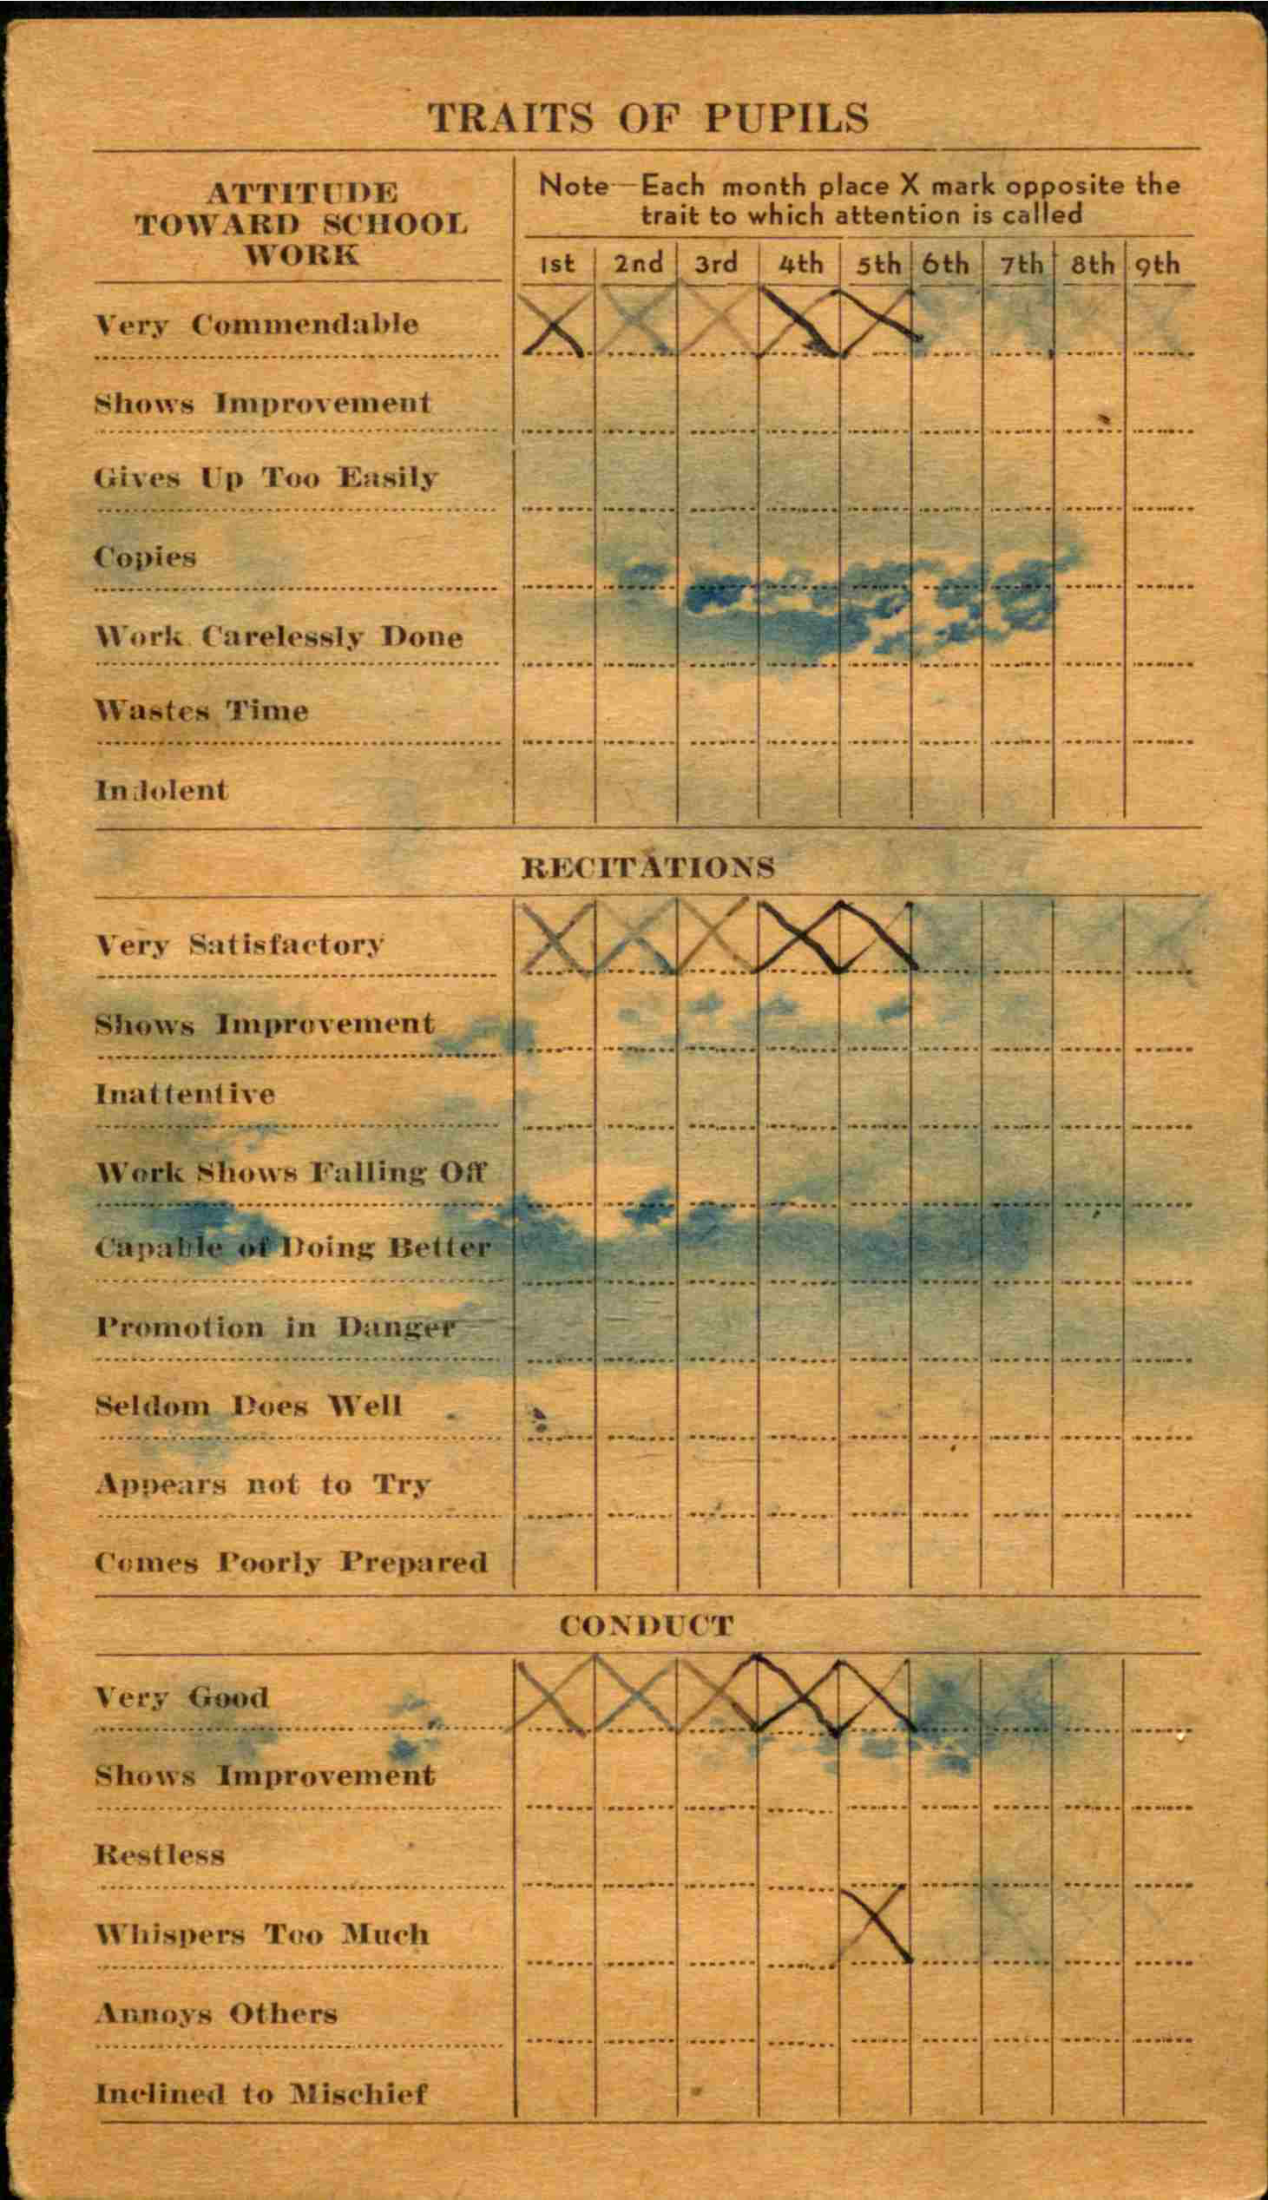 TRAITS OF PUPILS
ATTITUDE
TOWARD SCHOOL
WORK
Note—Each month place X mark opposite the
trait to which attention is called
1st 2nd 3rd 4th 5th 6th 7th 8th 9th
Very Commendable X X X X X
Shows Improvement
Gives Up Too Easily
Copies
Work Carelessly Done
Wastes Time
Indolent
RECITATIONS
Very Satisfactory X X X X X
Shows Improvement
Inattentive
Work Shows Falling Off
Capable of Doing Better
Promotion in Danger
Seldom Does Well
Appears not to Try
Comes Poorly Prepared
CONDUCT
Very Good X X X X X
Shows Improvement
Restless
Whispers Too Much X
Annoys Others
Inclined to Mischief